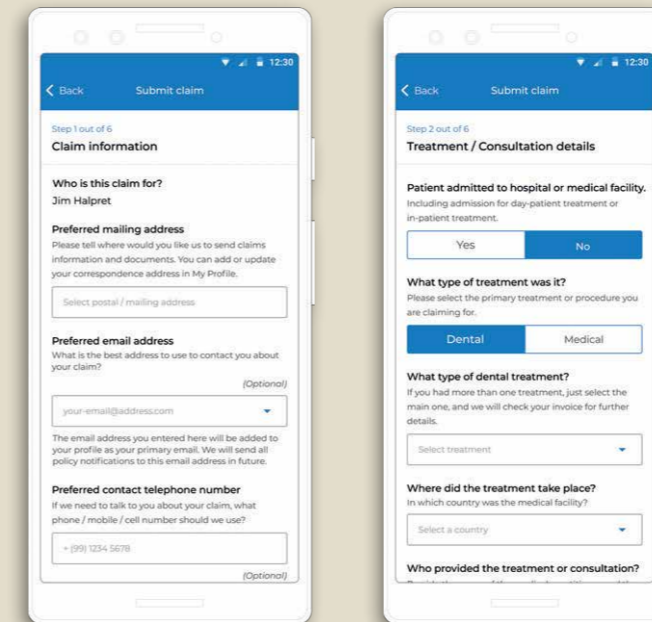 12:30
Back
Submit claim
Step 1 out of 6
Claim information
Who is this claim for?
Jim Halpret
Preferred mailing address
Please tell where would you like us to send claims
information and documents. You can add or update
your correspondence address in My Profile.
Select postal / mailing address
Preferred email address
What is the best address to use to contact you about
your claim?
(Optional)
your-email@address.com
The email address you entered here will be added to
your profile as your primary email. We will send all
policy notifications to this email address in future.
Preferred contact telephone number
If we need to talk to you about your claim, what
phone / mobile / cell number should we use?
+ (99) 1234 5678
(Optional)
12:30
Back
Submit claim
Step 2 out of 6
Treatment / Consultation details
Patient admitted to hospital or medical facility.
Including admission for day-patient treatment or
in-patient treatment.
Yes
No
What type of treatment was it?
Please select the primary treatment or procedure you
are claiming for.
Dental
Medical
What type of dental treatment?
If you had more than one treatment, just select the
main one, and we will check your invoice for further
details.
Select treatment
Where did the treatment take place?
In which country was the medical facility?
Select a country
Who provided the treatment or consultation?